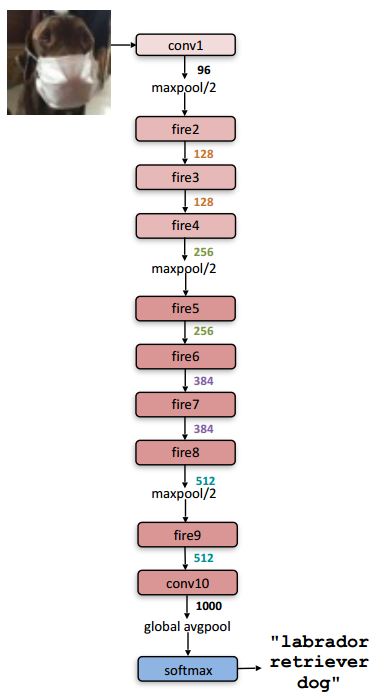 conv1
96
maxpool/2
fire2
128
fire3
128
fire4
256
maxpool/2
fire5
256
fire6
384
fire7
384
fire8
512
maxpool/2
fire9
512
conv10
1000
global avgpool
softmax
"labrador
retriever
dog"